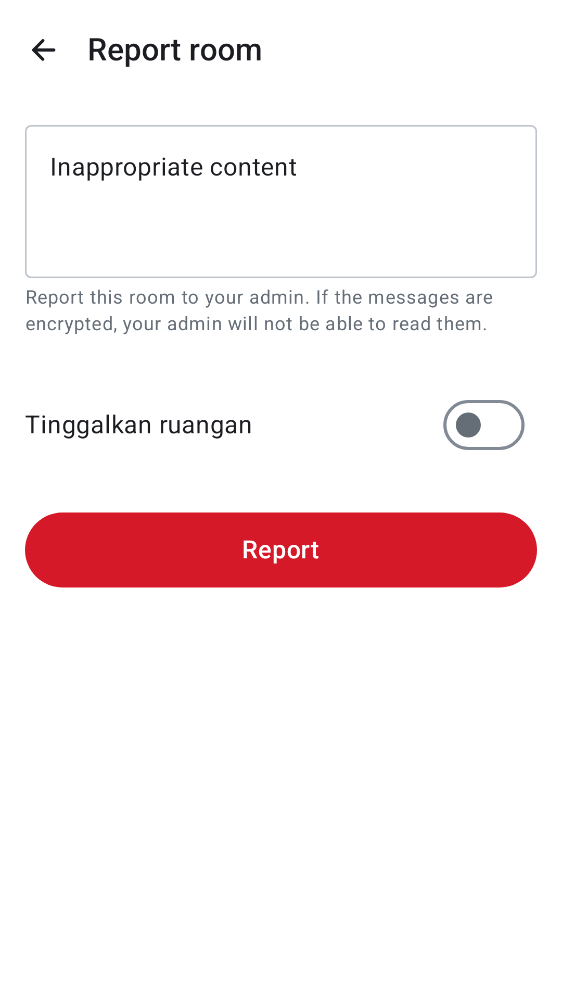 Report room
Inappropriate content
Report this room to your admin. If the messages are
encrypted, your admin will not be able to read them.
Tinggalkan ruangan
Report